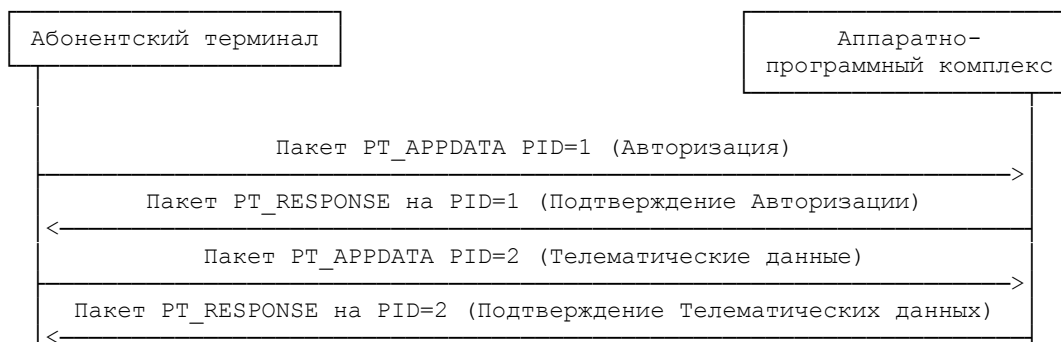 Абонентский терминал
Аппаратно-
программный комплекс
Пакет PT_APPDATA PID=1 (Авторизация)
Пакет PT_RESPONSE на PID=1 (Подтверждение Авторизации)
Пакет PT_APPDATA PID=2 (Телематические данные)
Пакет PT_RESPONSE на PID=2 (Подтверждение Телематических данных)